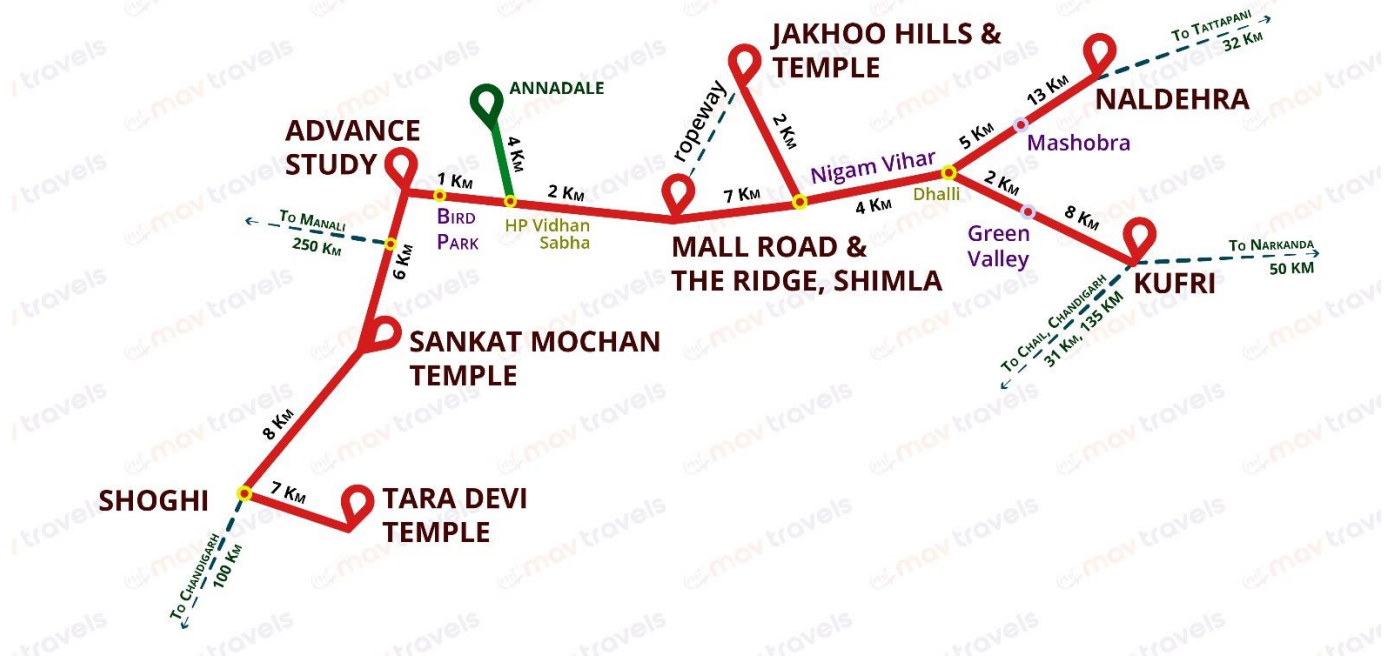 To Tattapani
32 Km
JAKHOO HILLS &
TEMPLE
ropeway
2 Km
13 Km
NALDEHRA
5 Km
Mashobra
ANNADALE
4 Km
ADVANCE
STUDY
1 Km
Bird
Park
2 Km
HP Vidhan
Sabha
7 Km
Nigam Vihar
4 Km
Dhalli
2 Km
8 Km
Green
Valley
MALL ROAD &
THE RIDGE, SHIMLA
KUFRI
To Narkanda
50 KM
To Chail, Chandigarh
31 Km, 135 KM
To Manali
250 Km
6 Km
SANKAT MOCHAN
TEMPLE
8 Km
SHOGHI
7 Km
TARA DEVI
TEMPLE
To Chandigarh
100 Km
mav travels